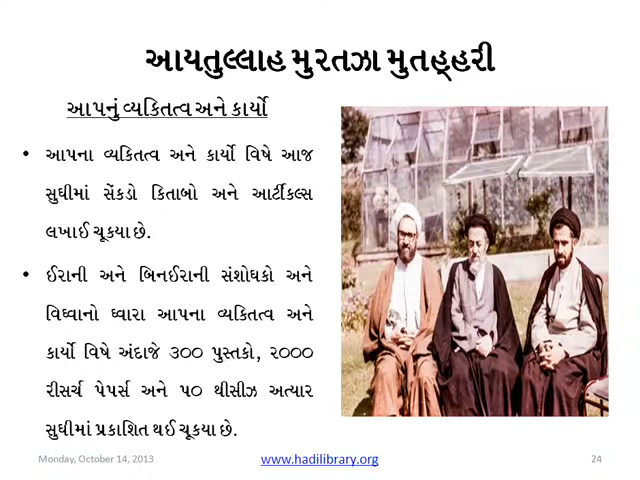 આયતુલ્લાહ મુરતઝા મુતહ્હરી
આપનું વ્યકિતત્વ અને કાર્યો
• આપના વ્યકિતત્વ અને કાર્યો વિષે આજ
સુધીમાં સેંકડો કિતાબો અને આર્ટીકલ્સ
લખાઈ ચૂકયા છે.
• ઈરાની અને બિનઈરાની સંશોધકો અને
વિધ્વાનો ધ્વારા આપના વ્યકિતત્વ અને
કાર્યો વિષે અંદાજે ૩૦૦ પુસ્તકો, ૨૦૦૦
રીસર્ચ પેપર્સ અને ૫૦ થીસીઝ અત્યાર
સુધીમાં પ્રકાશિત થઈ ચૂકયા છે.
Monday, October 14, 2013
www.hadilibrary.org
24